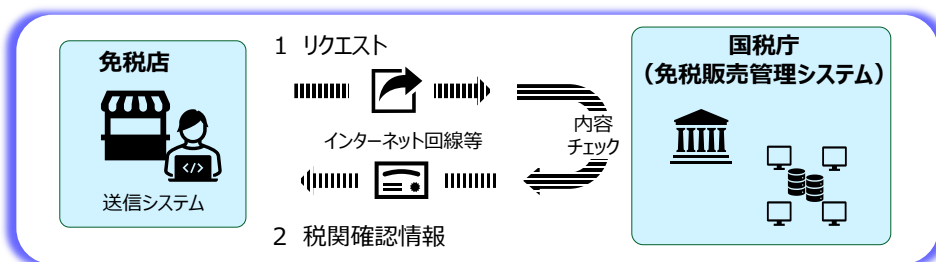 免税店
</>
送信システム
1 リクエスト
インターネット回線等
2 税関確認情報
内容
チェック
国税庁
（免税販売管理システム）